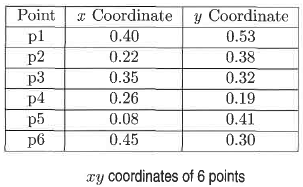 Point x Coordinate y Coordinate
p1 0.40 0.53
p2 0.22 0.38
p3 0.35 0.32
p4 0.26 0.19
p5 0.08 0.41
p6 0.45 0.30
xy coordinates of 6 points